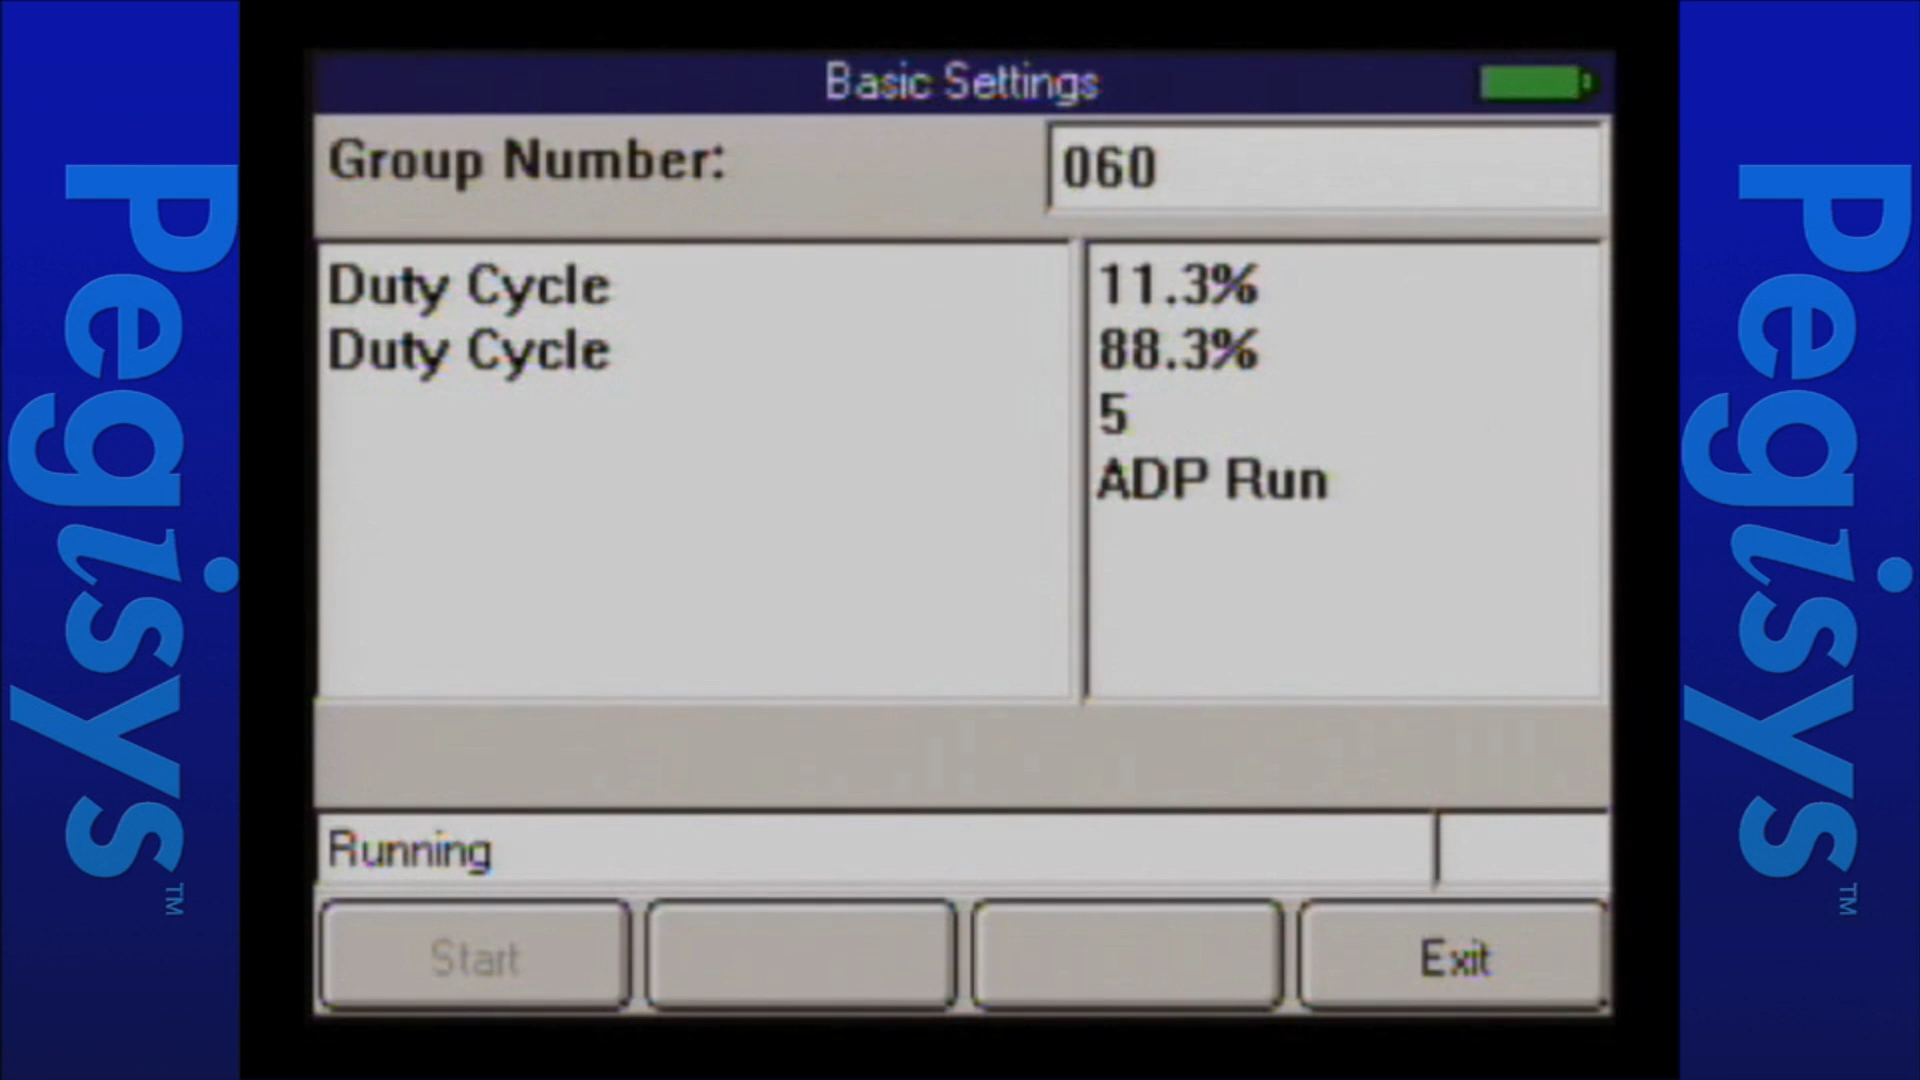 Basic Settings
Group Number: 060
Duty Cycle 11.3%
Duty Cycle 88.3%
5
ADP Run
Running
Start Exit
Pegisys™
Pegisys™